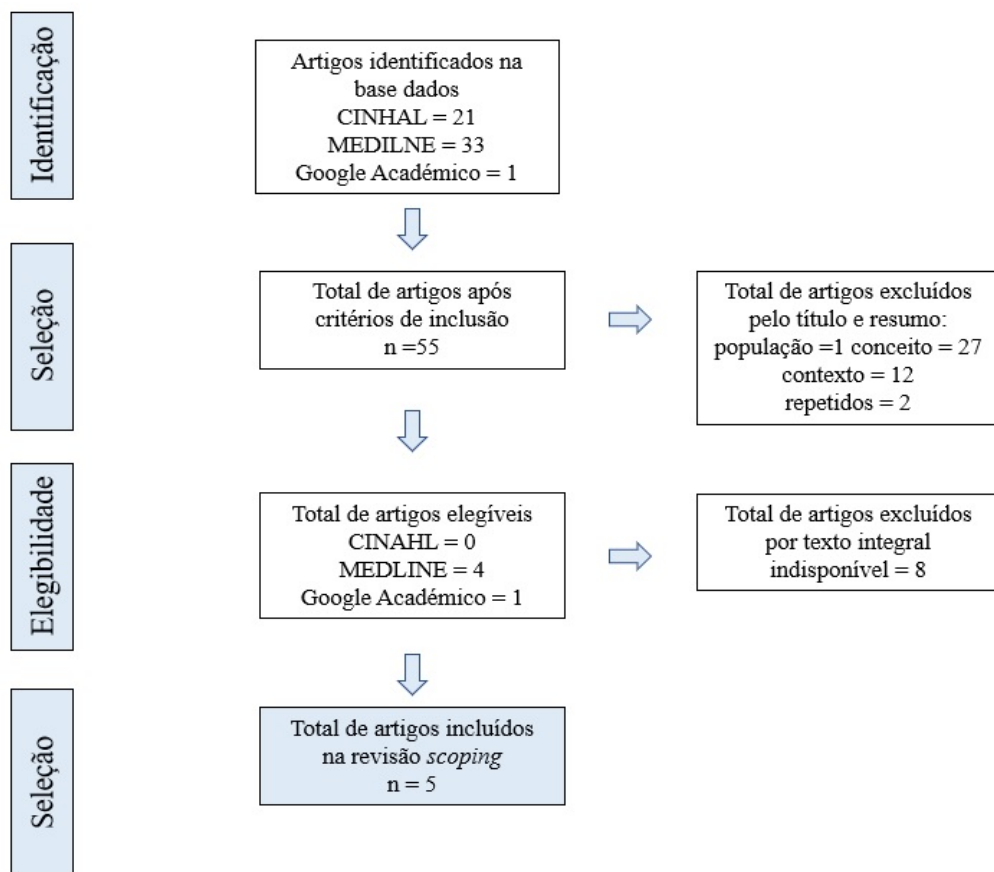 Identificação
Artigos identificados na
base dados
CINHAL = 21
MEDILNE = 33
Google Académico = 1
Seleção
Total de artigos após
critérios de inclusão
n =55
Total de artigos excluídos
pelo título e resumo:
população =1 conceito = 27
contexto = 12
repetidos = 2
Elegibilidade
Total de artigos elegíveis
CINAHL = 0
MEDLINE = 4
Google Académico = 1
Total de artigos excluídos
por texto integral
indisponível = 8
Seleção
Total de artigos incluídos
na revisão scoping
n = 5